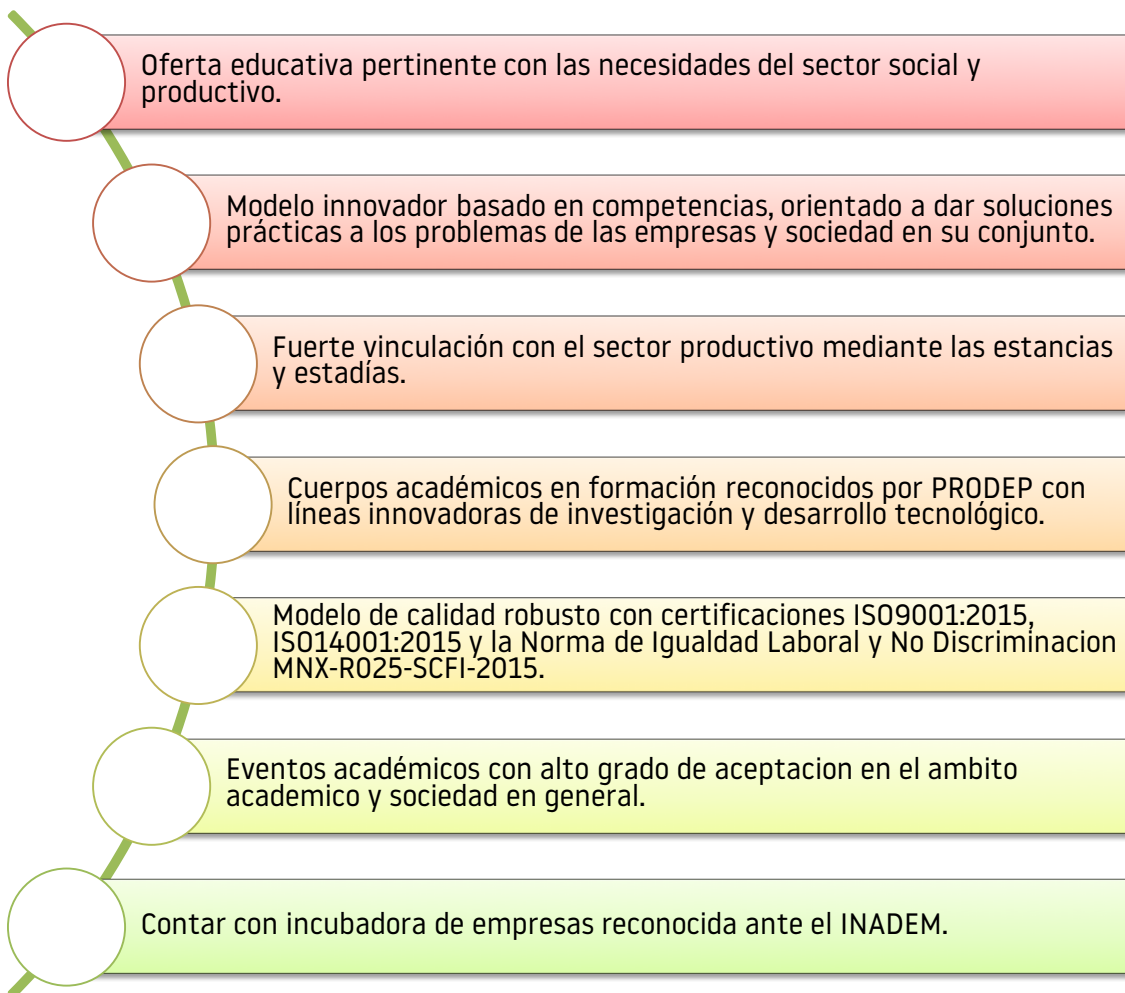 Oferta educativa pertinente con las necesidades del sector social y
productivo.
Modelo innovador basado en competencias, orientado a dar soluciones
prácticas a los problemas de las empresas y sociedad en su conjunto.
Fuerte vinculación con el sector productivo mediante las estancias
y estadías.
Cuerpos académicos en formación reconocidos por PRODEP con
líneas innovadoras de investigación y desarrollo tecnológico.
Modelo de calidad robusto con certificaciones ISO9001:2015,
ISO14001:2015 y la Norma de Igualdad Laboral y No Discriminacion
MNX-R025-SCFI-2015.
Eventos académicos con alto grado de aceptacion en el ambito
academico y sociedad en general.
Contar con incubadora de empresas reconocida ante el INADEM.